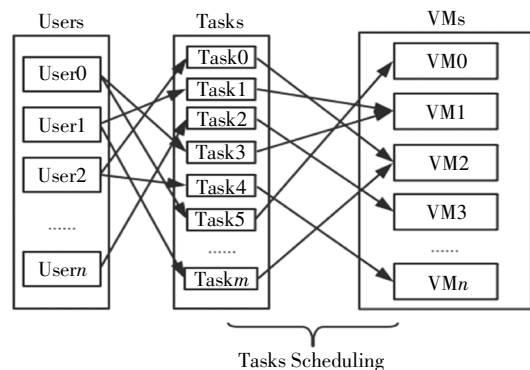 Users
User0
User1
User2
......
Usern
Tasks
Task0
Task1
Task2
Task3
Task4
Task5
......
Taskm
VMs
VM0
VM1
VM2
VM3
......
VMn
Tasks Scheduling